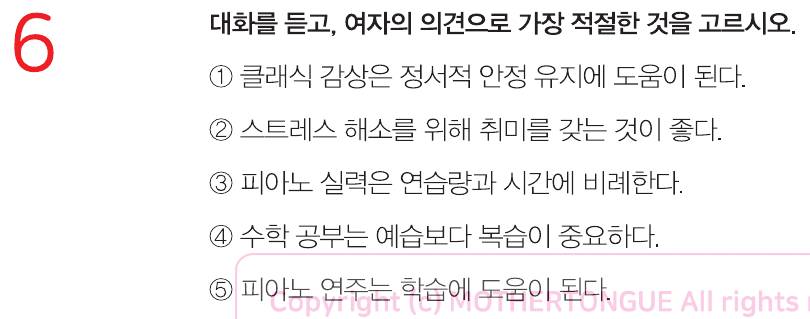 6
대화를 듣고, 여자의 의견으로 가장 적절한 것을 고르시오.
① 클래식 감상은 정서적 안정 유지에 도움이 된다.
② 스트레스 해소를 위해 취미를 갖는 것이 좋다.
③ 피아노 실력은 연습량과 시간에 비례한다.
④ 수학 공부는 예습보다 복습이 중요하다.
⑤ 피아노 연주는 학습에 도움이 된다.
Copyright (c) MOTHERTONGUE All rights